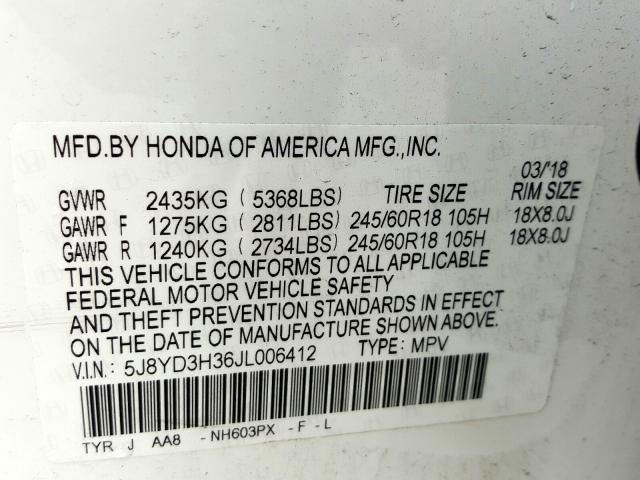 MFD.BY HONDA OF AMERICA MFG.,INC.
03/'18
GVWR 2435KG (5368LBS) TIRE SIZE RIM SIZE
GAWR F 1275KG (2811LBS) 245/60R18 105H 18X8.0J
GAWR R 1240KG (2734LBS) 245/60R18 105H 18X8.0J
THIS VEHICLE CONFORMS TO ALL APPLICABLE
FEDERAL MOTOR VEHICLE SAFETY
AND THEFT PREVENTION STANDARDS IN EFFECT
ON THE DATE OF MANUFACTURE SHOWN ABOVE.
V.I.N.: 5J8YD3H36JL006412 TYPE: MPV
TYR J AA8 -NH603PX -F -L